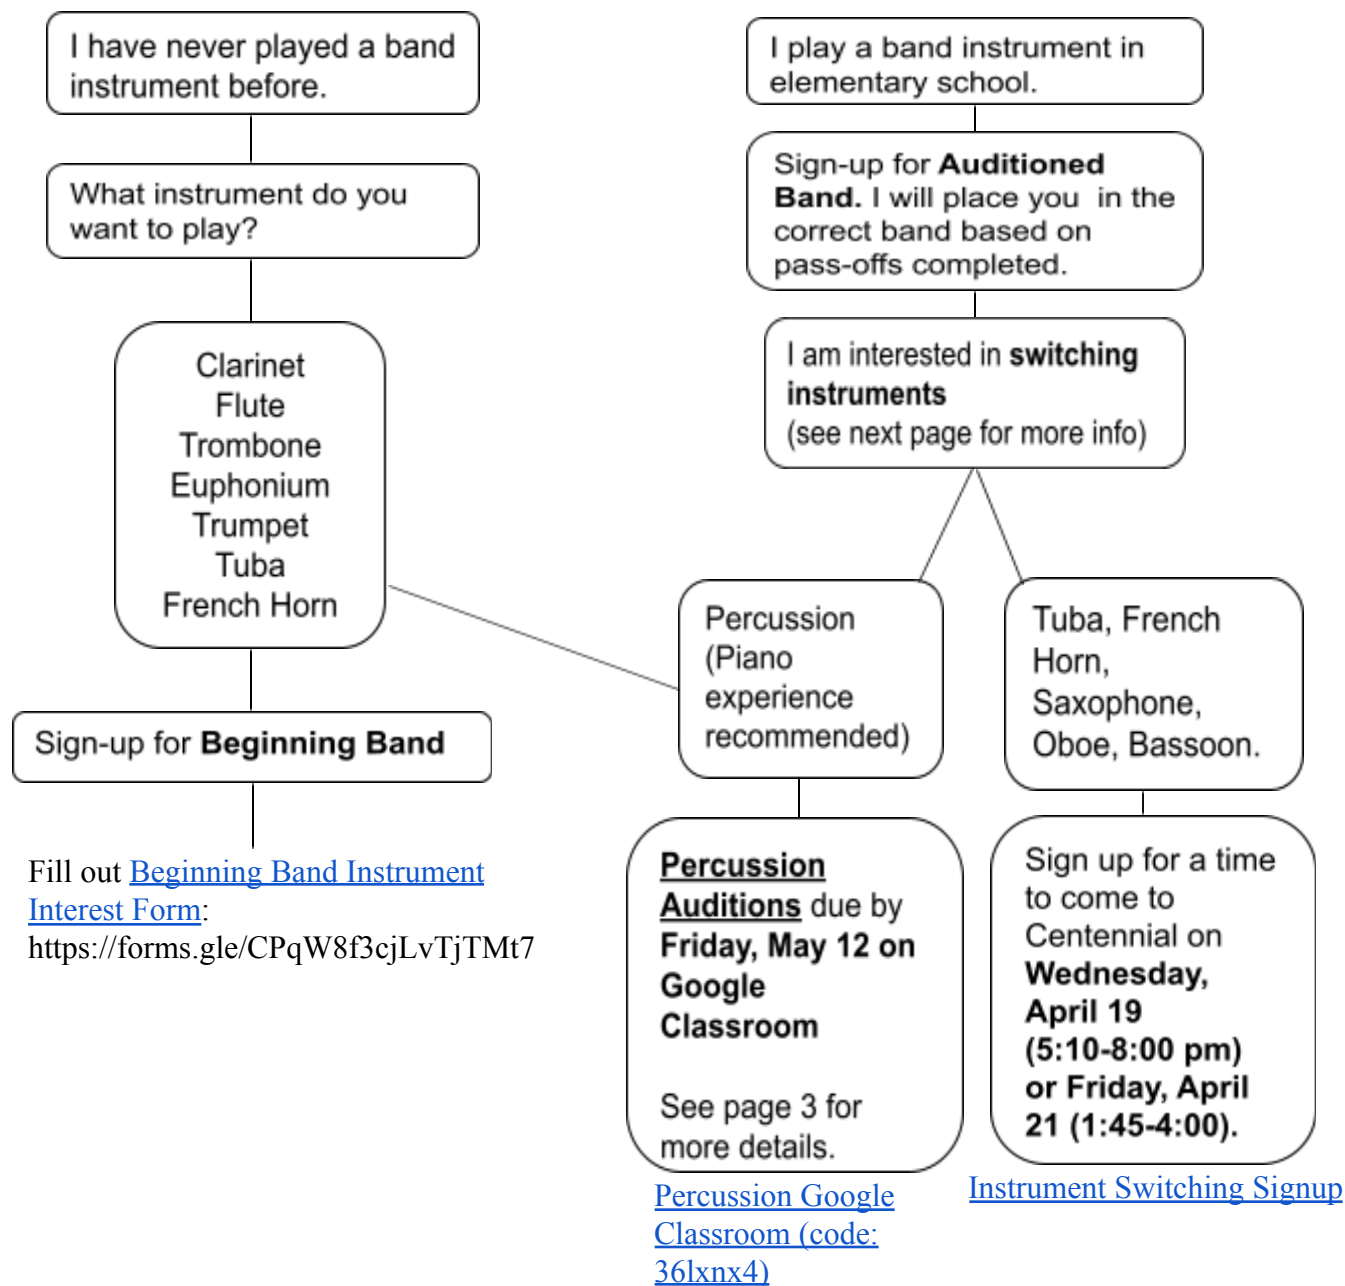 I have never played a band
instrument before.
What instrument do you
want to play?
Clarinet
Flute
Trombone
Euphonium
Trumpet
Tuba
French Horn
Sign-up for Beginning Band
Fill out Beginning Band Instrument
Interest Form:
https://forms.gle/CPqW8f3cjLvTjTMt7
I play a band instrument in
elementary school.
Sign-up for Auditioned
Band. I will place you in the
correct band based on
pass-offs completed.
I am interested in switching
instruments
(see next page for more info)
Percussion
(Piano
experience
recommended)
Percussion
Auditions due by
Friday, May 12 on
Google
Classroom
See page 3 for
more details.
Percussion Google
Classroom (code:
36lxnx4)
Tuba, French
Horn,
Saxophone,
Oboe, Bassoon.
Sign up for a time
to come to
Centennial on
Wednesday,
April 19
(5:10-8:00 pm)
or Friday, April
21 (1:45-4:00).
Instrument Switching Signup